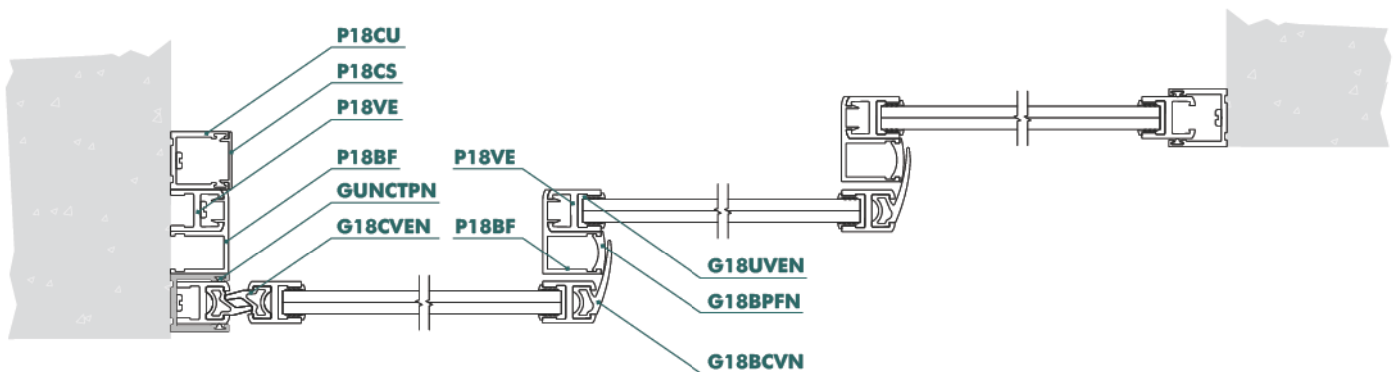 P18CU
P18CS
P18VE
P18BF
GUNCTPN
G18CVEN
P18VE
P18BF
G18UVEN
G18BPFN
G18BCVN